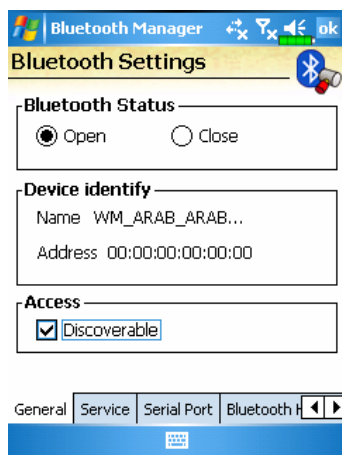 Bluetooth Manager ok
Bluetooth Settings
Bluetooth Status
Open Close
Device identify
Name WM_ARAB_ARAB...
Address 00:00:00:00:00:00
Access
Discoverable
General Service Serial Port Bluetooth H